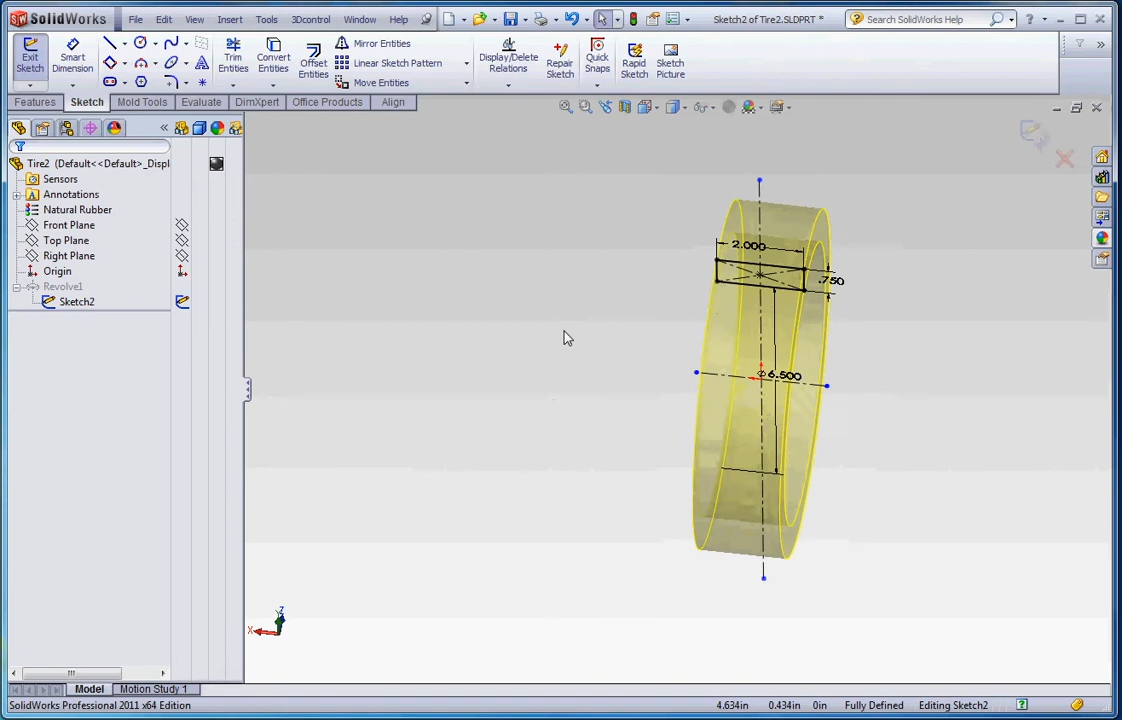 SolidWorks File Edit View Insert Tools 3Dcontrol Window Help Sketch2 of Tire2.SLDPRT * Search SolidWorks Help
Exit Sketch
Smart Dimension
Trim Entities
Convert Entities
Offset Entities
Mirror Entities
Linear Sketch Pattern
Move Entities
Display/Delete Relations
Repair Sketch
Quick Snaps
Rapid Sketch
Sketch Picture
Features Sketch Mold Tools Evaluate DimXpert Office Products Align
Tire2 (Default<<Default>_Displ
Sensors
Annotations
Natural Rubber
Front Plane
Top Plane
Right Plane
Origin
Revolve1
Sketch2
2.000
.750
⌀6.500
Z
X
Model Motion Study 1
SolidWorks Professional 2011 x64 Edition 4.634in 0.434in 0in Fully Defined Editing Sketch2